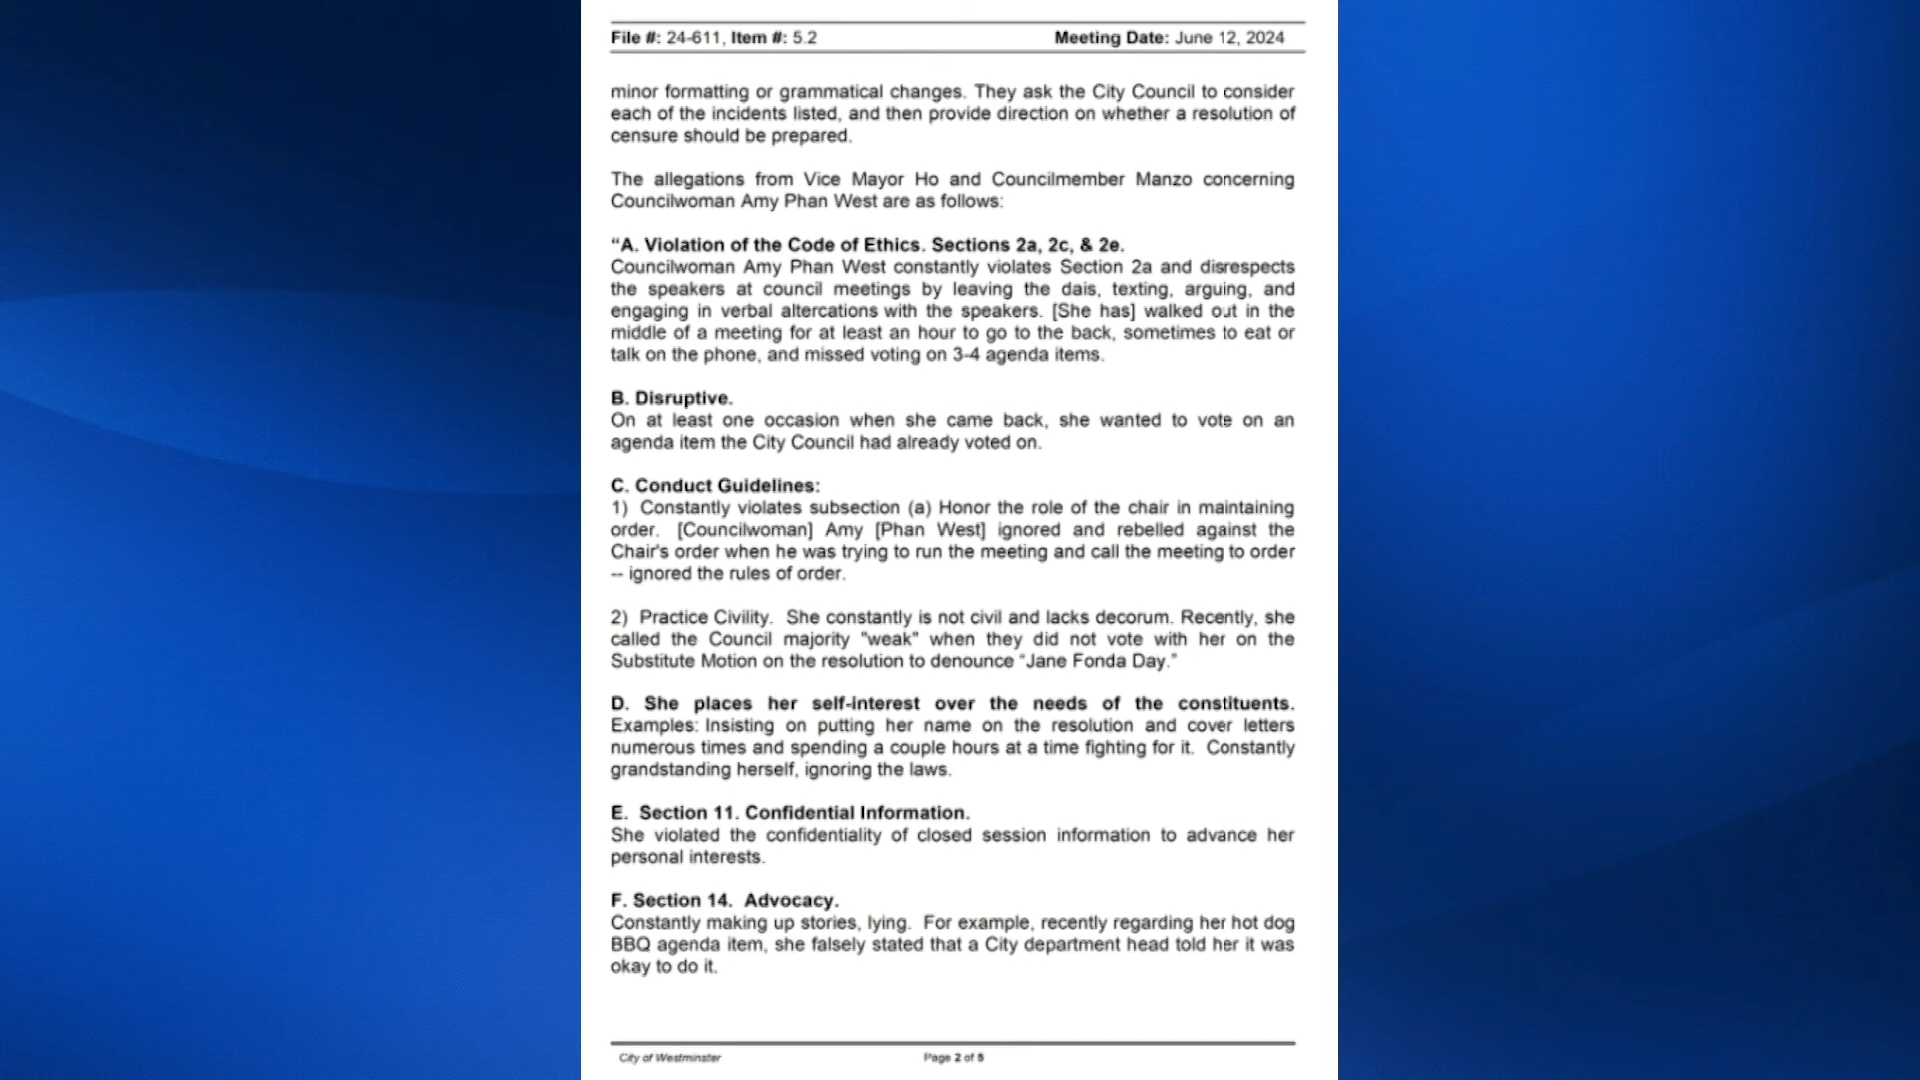 File #: 24-611, Item #: 5.2 Meeting Date: June 12, 2024
minor formatting or grammatical changes. They ask the City Council to consider
each of the incidents listed, and then provide direction on whether a resolution of
censure should be prepared.
The allegations from Vice Mayor Ho and Councilmember Manzo concerning
Councilwoman Amy Phan West are as follows:
“A. Violation of the Code of Ethics. Sections 2a, 2c, & 2e.
Councilwoman Amy Phan West constantly violates Section 2a and disrespects
the speakers at council meetings by leaving the dais, texting, arguing, and
engaging in verbal altercations with the speakers. [She has] walked out in the
middle of a meeting for at least an hour to go to the back, sometimes to eat or
talk on the phone, and missed voting on 3-4 agenda items.
B. Disruptive.
On at least one occasion when she came back, she wanted to vote on an
agenda item the City Council had already voted on.
C. Conduct Guidelines:
1) Constantly violates subsection (a) Honor the role of the chair in maintaining
order. [Councilwoman] Amy [Phan West] ignored and rebelled against the
Chair's order when he was trying to run the meeting and call the meeting to order
-- ignored the rules of order.
2) Practice Civility. She constantly is not civil and lacks decorum. Recently, she
called the Council majority "weak" when they did not vote with her on the
Substitute Motion on the resolution to denounce “Jane Fonda Day.”
D. She places her self-interest over the needs of the constituents.
Examples: Insisting on putting her name on the resolution and cover letters
numerous times and spending a couple hours at a time fighting for it. Constantly
grandstanding herself, ignoring the laws.
E. Section 11. Confidential Information.
She violated the confidentiality of closed session information to advance her
personal interests.
F. Section 14. Advocacy.
Constantly making up stories, lying. For example, recently regarding her hot dog
BBQ agenda item, she falsely stated that a City department head told her it was
okay to do it.
City of Westminster Page 2 of 5